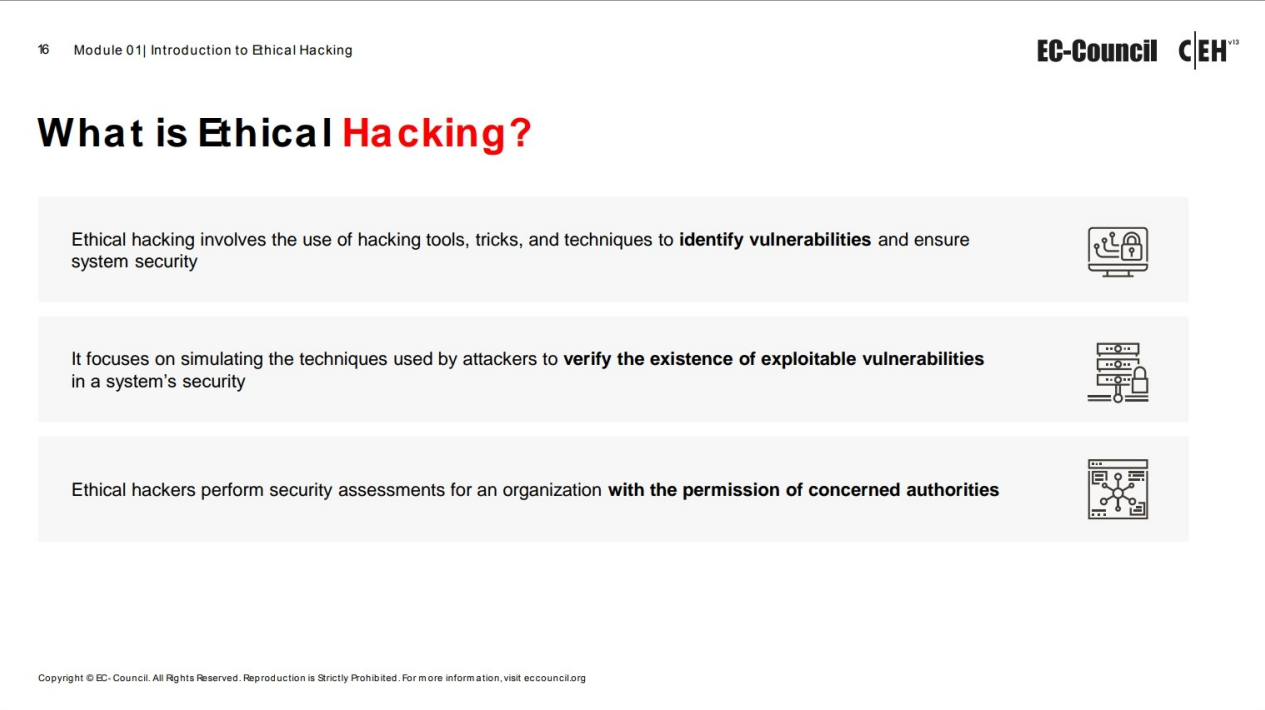 16 Module 01| Introduction to Ethical Hacking
EC-Council C|EH v13
What is Ethical Hacking?
Ethical hacking involves the use of hacking tools, tricks, and techniques to identify vulnerabilities and ensure
system security
It focuses on simulating the techniques used by attackers to verify the existence of exploitable vulnerabilities
in a system’s security
Ethical hackers perform security assessments for an organization with the permission of concerned authorities
Copyright © EC- Council. All Rights Reserved. Reproduction is Strictly Prohibited. For more information, visit eccouncil.org